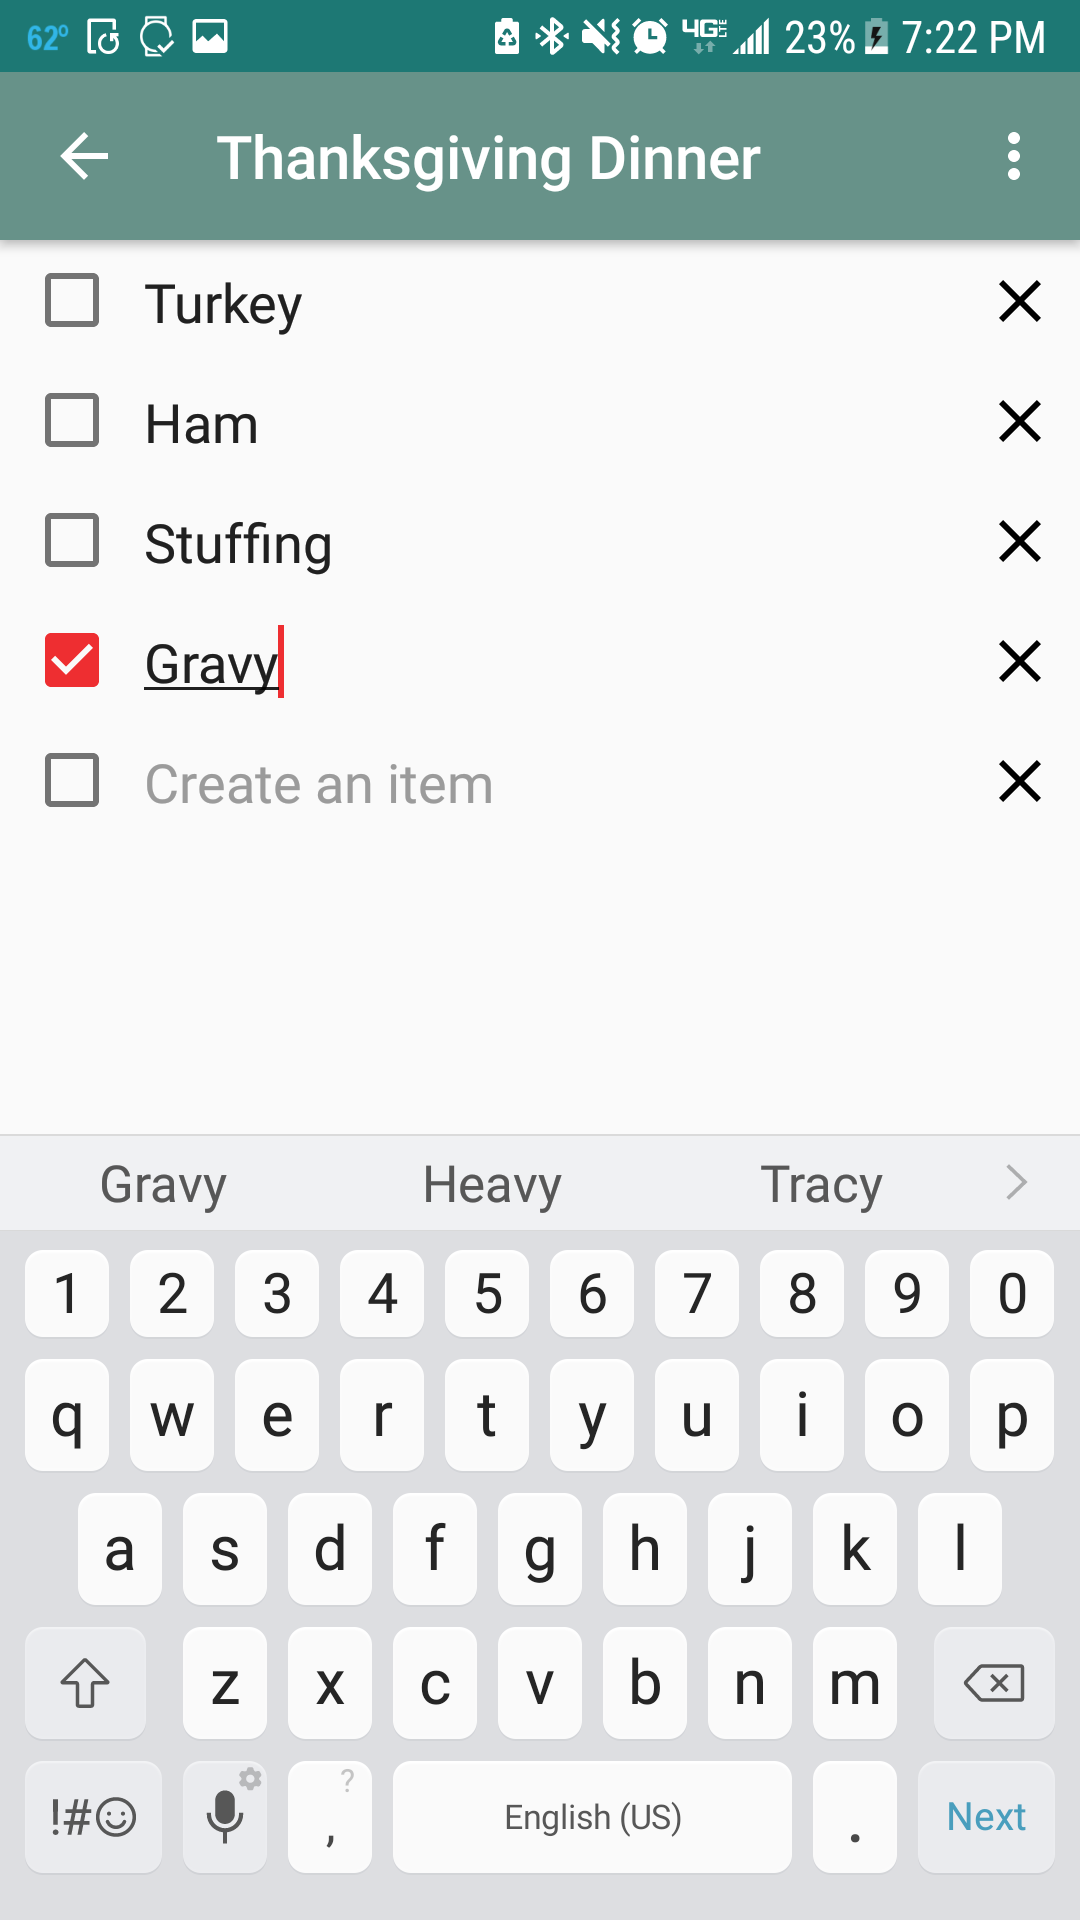 62° 4G LTE 23% 7:22 PM
Thanksgiving Dinner
Turkey
Ham
Stuffing
Gravy
Create an item
Gravy Heavy Tracy
1 2 3 4 5 6 7 8 9 0
q w e r t y u i o p
a s d f g h j k l
z x c v b n m
!#☺ , ? English (US) . Next